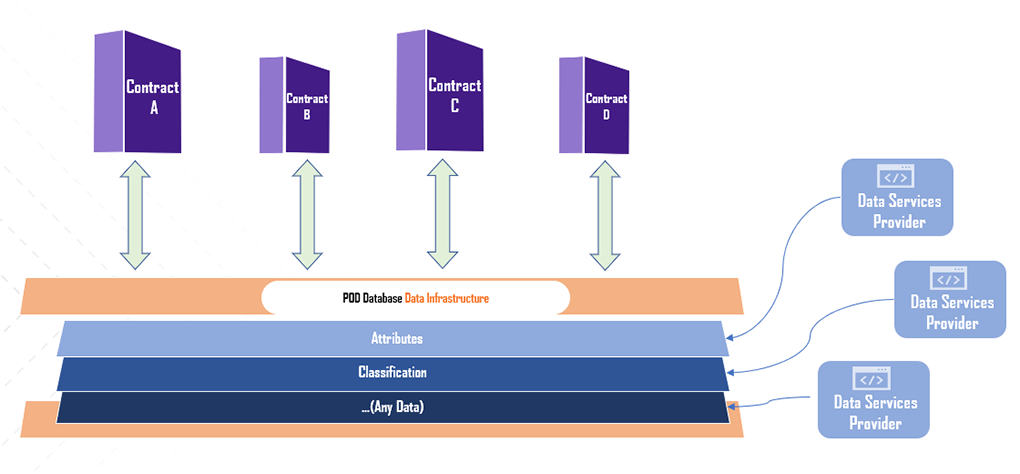 Contract
A
Contract
B
Contract
C
Contract
D
Data Services
Provider
POD Database Data Infrastructure
Data Services
Provider
Attributes
Classification
...(Any Data)
Data Services
Provider